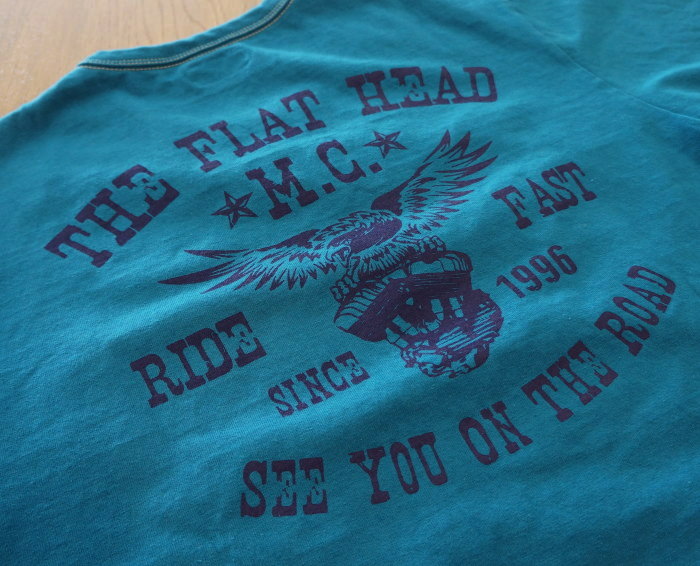 THE FLAT HEAD
M.C.
RIDE FAST
SINCE 1996
SEE YOU ON THE ROAD